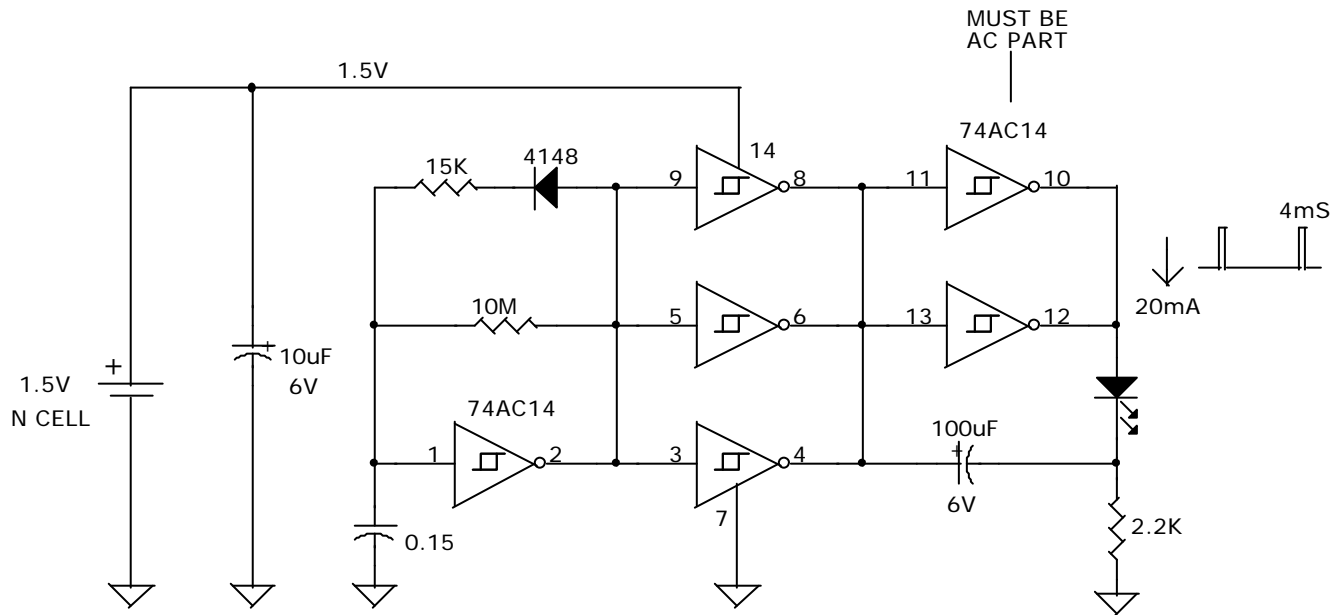 MUST BE
AC PART
1.5V
74AC14
15K
4148
14
9
8
11
10
4mS
10M
5
6
13
12
20mA
+
10uF
6V
+
1.5V
N CELL
74AC14
1
2
3
4
100uF
+
6V
7
0.15
2.2K